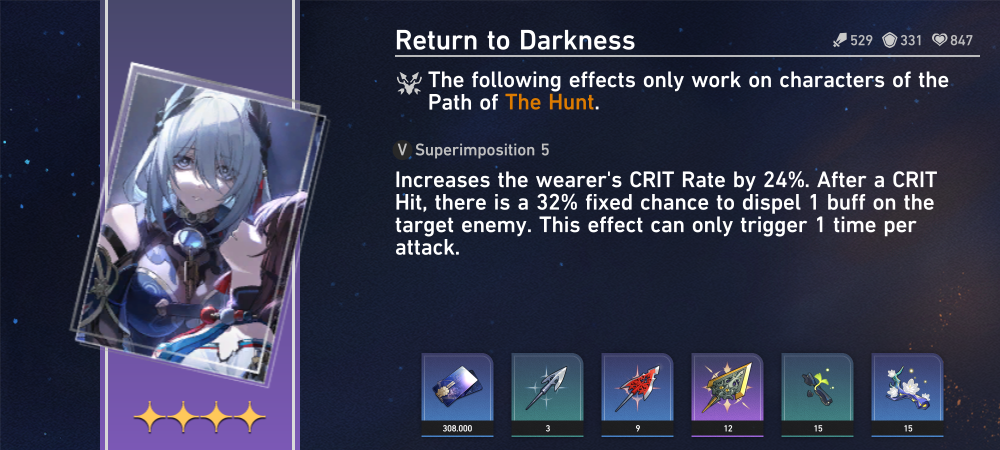 Return to Darkness
529 331 847
The following effects only work on characters of the
Path of The Hunt.
V Superimposition 5
Increases the wearer's CRIT Rate by 24%. After a CRIT
Hit, there is a 32% fixed chance to dispel 1 buff on the
target enemy. This effect can only trigger 1 time per
attack.
308.000 3 9 12 15 15